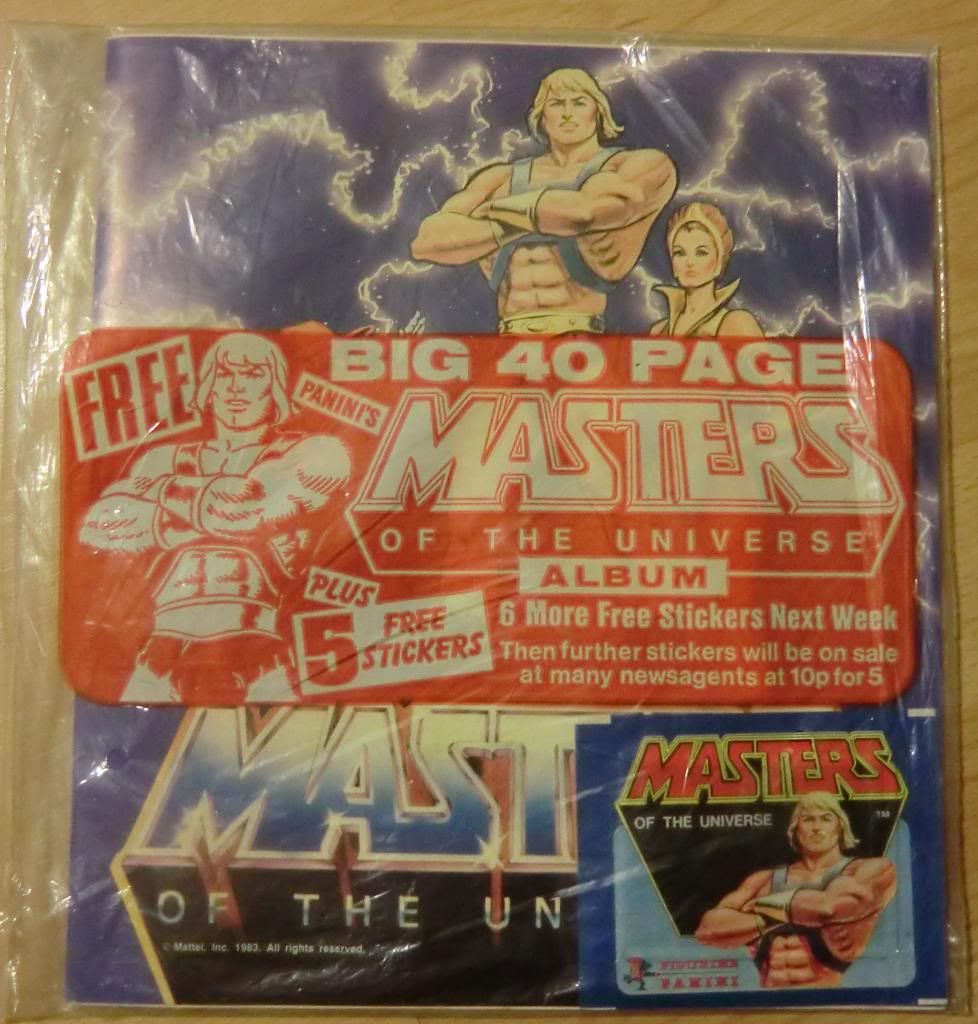 FREE
BIG 40 PAGE
PANINI'S
MASTERS
OF THE UNIVERSE
ALBUM
PLUS
5 FREE STICKERS
6 More Free Stickers Next Week
Then further stickers will be on sale
at many newsagents at 10p for 5
MAST
OF THE UN
© Mattel, Inc. 1983. All rights reserved.
MASTERS
OF THE UNIVERSE ™
FIGURINE
PANINI